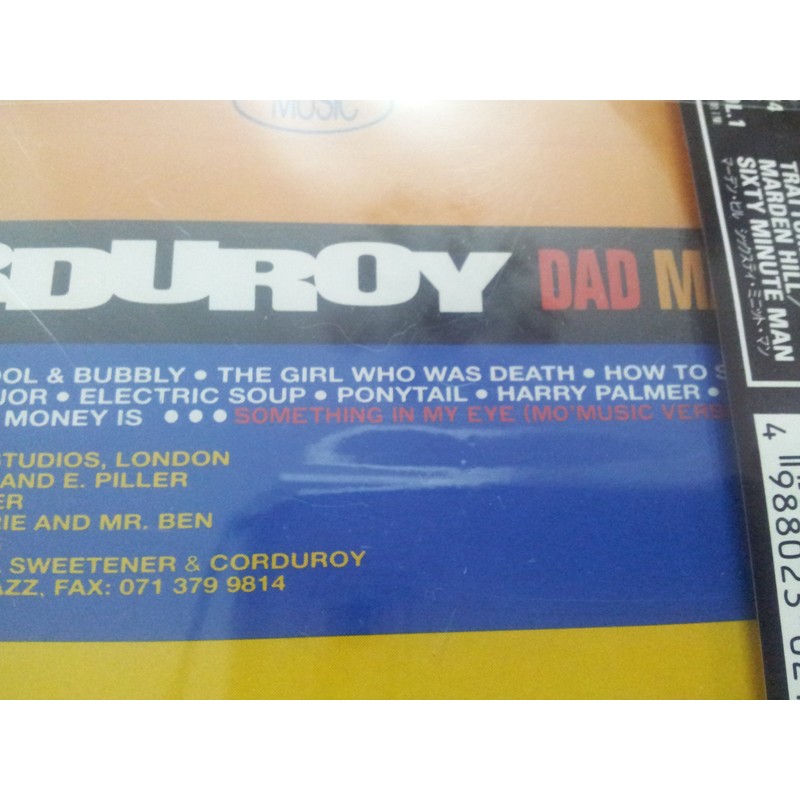 MUSIC
RDUROY DAD M
OOL & BUBBLY • THE GIRL WHO WAS DEATH • HOW TO S
UOR • ELECTRIC SOUP • PONYTAIL • HARRY PALMER •
MONEY IS ••• SOMETHING IN MY EYE (MO'MUSIC VERS
STUDIOS, LONDON
AND E. PILLER
ER
RIE AND MR. BEN
SWEETENER & CORDUROY
AZZ, FAX: 071 379 9814
L.1
TRATTO
MARDEN HILL/
SIXTY MINUTE MAN
マーデン・ヒル シックスティ・ミニット・マン
4 988025 02